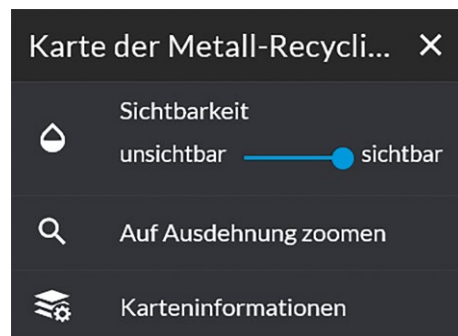 Karte der Metall-Recycli...
Sichtbarkeit
unsichtbar sichtbar
Auf Ausdehnung zoomen
Karteninformationen